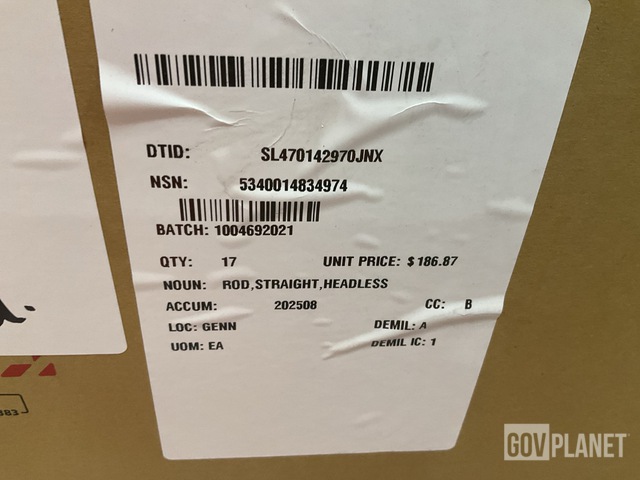 DTID: SL470142970JNX
NSN: 5340014834974
BATCH: 1004692021
QTY: 17 UNIT PRICE: $ 186.87
NOUN: ROD,STRAIGHT,HEADLESS
ACCUM: 202508 CC: B
LOC: GENN DEMIL: A
UOM: EA DEMIL IC: 1
383
GOVPLANET